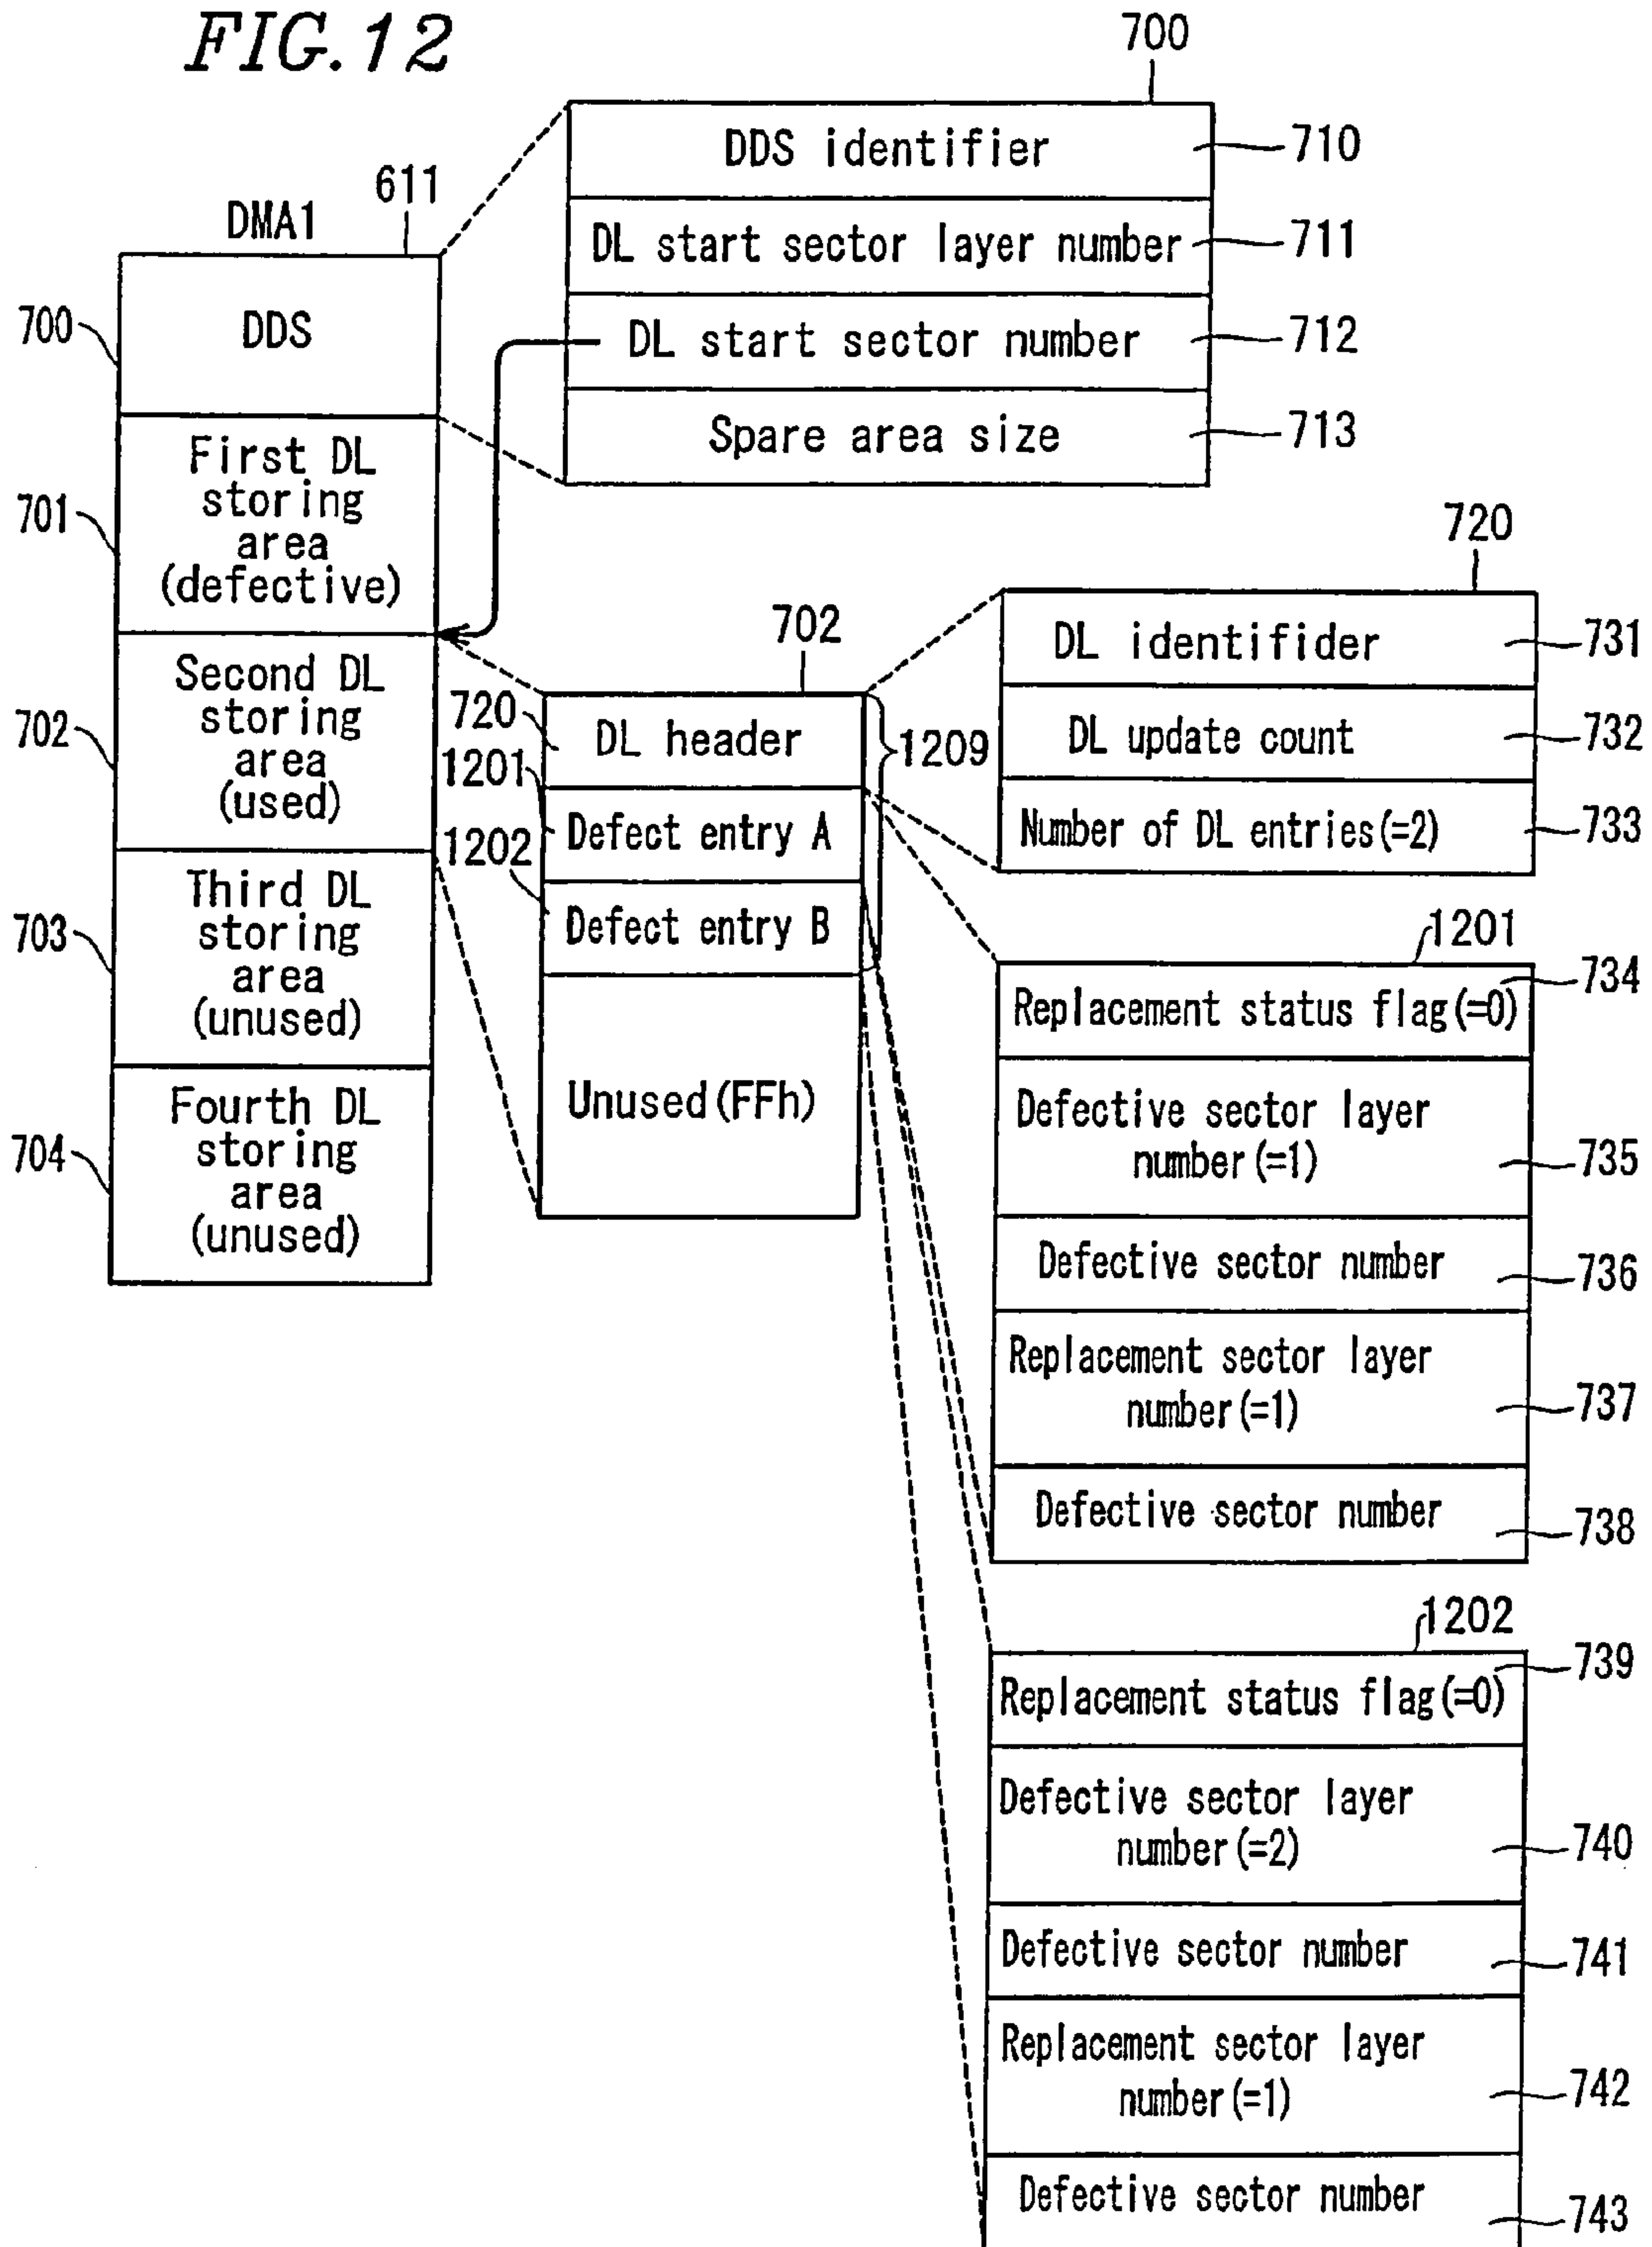 FIG.12
700
DDS identifier
710
DL start sector layer number
711
DL start sector number
712
Spare area size
713
611
DMA1
700
DDS
701
First DL
storing
area
(defective)
702
Second DL
storing
area
(used)
703
Third DL
storing
area
(unused)
704
Fourth DL
storing
area
(unused)
702
720
DL header
1209
1201
Defect entry A
1202
Defect entry B
Unused(FFh)
720
DL identifider
731
DL update count
732
Number of DL entries(=2)
733
1201
734
Replacement status flag(=0)
Defective sector layer
number(=1)
735
Defective sector number
736
Replacement sector layer
number(=1)
737
Defective sector number
738
1202
739
Replacement status flag(=0)
Defective sector layer
number(=2)
740
Defective sector number
741
Replacement sector layer
number(=1)
742
Defective sector number
743